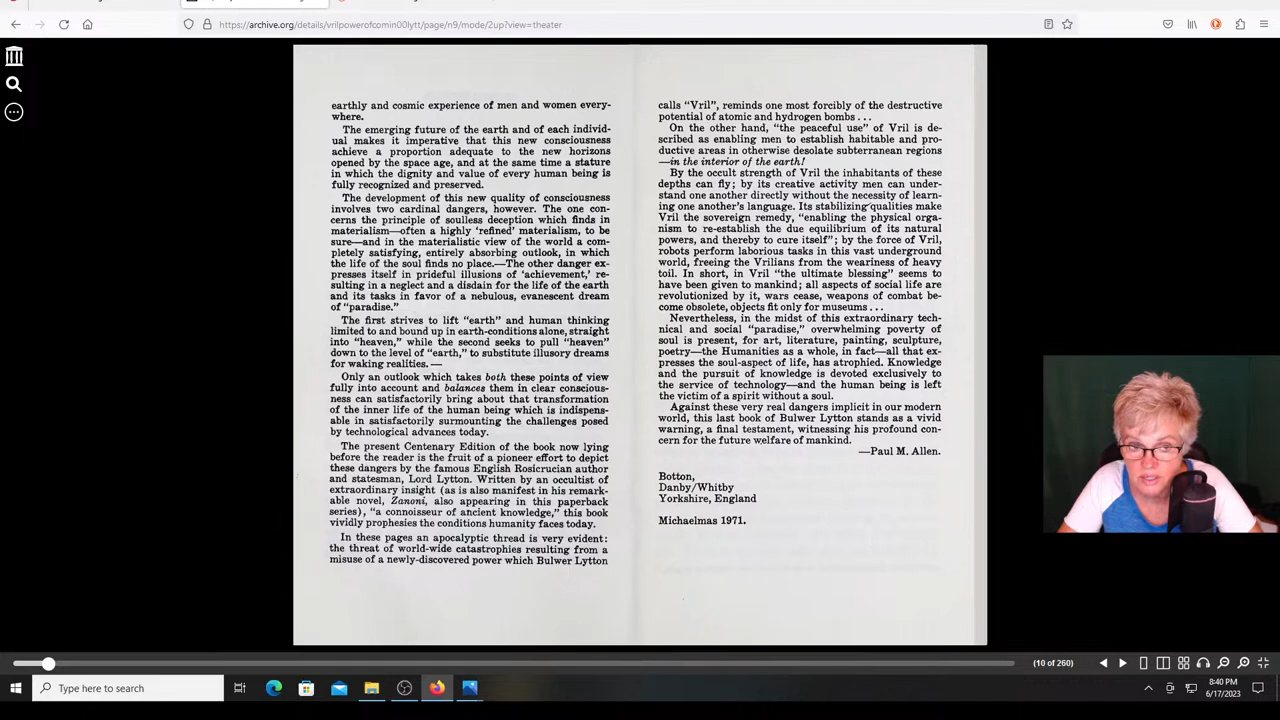 https://archive.org/details/vrilpowerofcomin00lytt/page/n9/mode/2up?view=theater
earthly and cosmic experience of men and women every-
where.
The emerging future of the earth and of each individ-
ual makes it imperative that this new consciousness
achieve a proportion adequate to the new horizons
opened by the space age, and at the same time a stature
in which the dignity and value of every human being is
fully recognized and preserved.
The development of this new quality of consciousness
involves two cardinal dangers, however. The one con-
cerns the principle of soulless deception which finds in
materialism—often a highly 'refined' materialism, to be
sure—and in the materialistic view of the world a com-
pletely satisfying, entirely absorbing outlook, in which
the life of the soul finds no place.—The other danger ex-
presses itself in prideful illusions of 'achievement,' re-
sulting in a neglect and a disdain for the life of the earth
and its tasks in favor of a nebulous, evanescent dream
of "paradise."
The first strives to lift "earth" and human thinking
limited to and bound up in earth-conditions alone, straight
into "heaven," while the second seeks to pull "heaven"
down to the level of "earth," to substitute illusory dreams
for waking realities. —
Only an outlook which takes both these points of view
fully into account and balances them in clear conscious-
ness can satisfactorily bring about that transformation
of the inner life of the human being which is indispens-
able in satisfactorily surmounting the challenges posed
by technological advances today.
The present Centenary Edition of the book now lying
before the reader is the fruit of a pioneer effort to depict
these dangers by the famous English Rosicrucian author
and statesman, Lord Lytton. Written by an occultist of
extraordinary insight (as is also manifest in his remark-
able novel, Zanoni, also appearing in this paperback
series), "a connoisseur of ancient knowledge," this book
vividly prophesies the conditions humanity faces today.
In these pages an apocalyptic thread is very evident:
the threat of world-wide catastrophies resulting from a
misuse of a newly-discovered power which Bulwer Lytton
calls "Vril", reminds one most forcibly of the destructive
potential of atomic and hydrogen bombs . . .
On the other hand, "the peaceful use" of Vril is de-
scribed as enabling men to establish habitable and pro-
ductive areas in otherwise desolate subterranean regions
—in the interior of the earth!
By the occult strength of Vril the inhabitants of these
depths can fly; by its creative activity men can under-
stand one another directly without the necessity of learn-
ing one another's language. Its stabilizing qualities make
Vril the sovereign remedy, "enabling the physical orga-
nism to re-establish the due equilibrium of its natural
powers, and thereby to cure itself"; by the force of Vril,
robots perform laborious tasks in this vast underground
world, freeing the Vrilians from the weariness of heavy
toil. In short, in Vril "the ultimate blessing" seems to
have been given to mankind; all aspects of social life are
revolutionized by it, wars cease, weapons of combat be-
come obsolete, objects fit only for museums . . .
Nevertheless, in the midst of this extraordinary tech-
nical and social "paradise," overwhelming poverty of
soul is present, for art, literature, painting, sculpture,
poetry—the Humanities as a whole, in fact—all that ex-
presses the soul-aspect of life, has atrophied. Knowledge
and the pursuit of knowledge is devoted exclusively to
the service of technology—and the human being is left
the victim of a spirit without a soul.
Against these very real dangers implicit in our modern
world, this last book of Bulwer Lytton stands as a vivid
warning, a final testament, witnessing his profound con-
cern for the future welfare of mankind.
—Paul M. Allen.
Botton,
Danby/Whitby
Yorkshire, England
Michaelmas 1971.
(10 of 260)
Type here to search
8:40 PM
6/17/2023